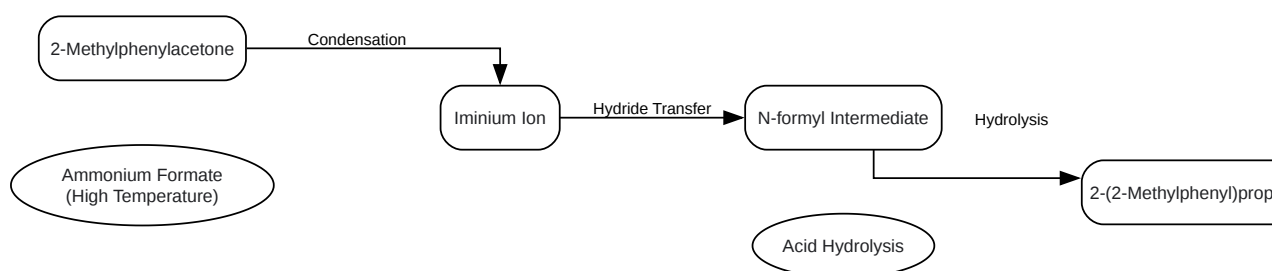 2-Methylphenylacetone
Condensation
Iminium Ion
Hydride Transfer
N-formyl Intermediate
Hydrolysis
Ammonium Formate
(High Temperature)
2-(2-Methylphenyl)prop
Acid Hydrolysis